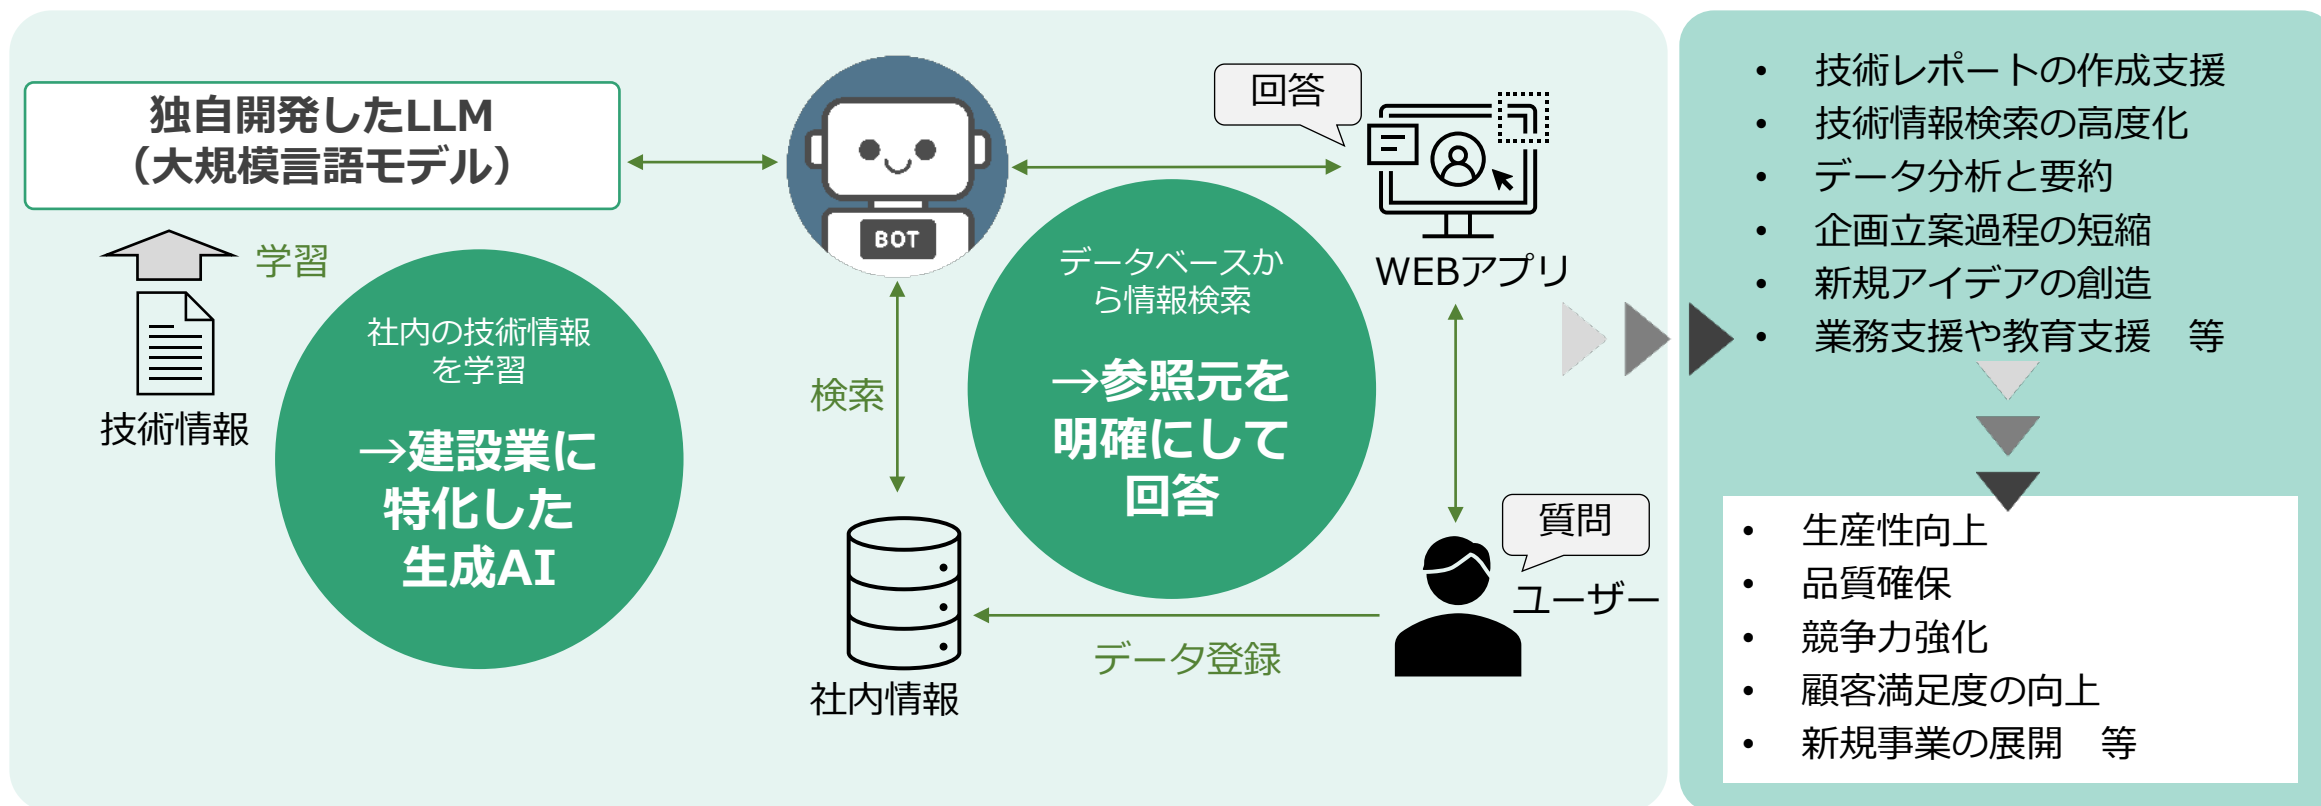 独自開発したLLM
（大規模言語モデル）
学習
技術情報
社内の技術情報
を学習
→建設業に
特化した
生成AI
BOT
検索
社内情報
データベースか
ら情報検索
→参照元を
明確にして
回答
回答
WEBアプリ
質問
ユーザー
データ登録
• 技術レポートの作成支援
• 技術情報検索の高度化
• データ分析と要約
• 企画立案過程の短縮
• 新規アイデアの創造
• 業務支援や教育支援　等
• 生産性向上
• 品質確保
• 競争力強化
• 顧客満足度の向上
• 新規事業の展開　等